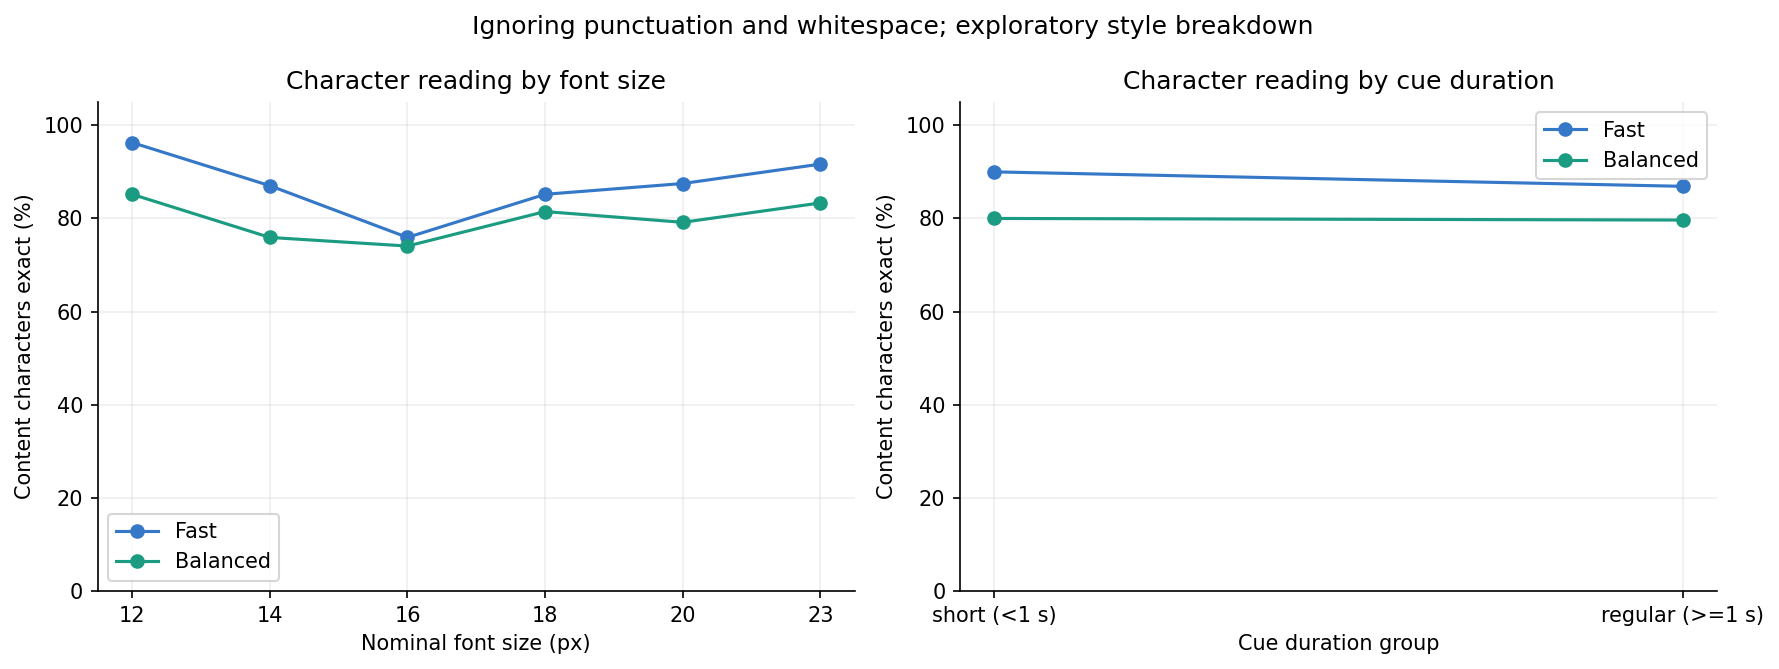 Ignoring punctuation and whitespace; exploratory style breakdown
Character reading by font size
Content characters exact (%)
100
80
60
40
20
0
Fast
Balanced
12 14 16 18 20 23
Nominal font size (px)
Character reading by cue duration
Content characters exact (%)
100
80
60
40
20
0
Fast
Balanced
short (<1 s) regular (>=1 s)
Cue duration group